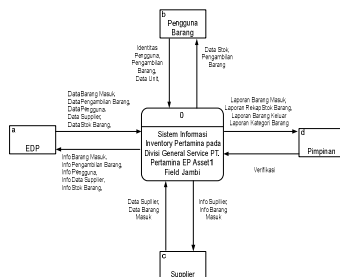 b
Pengguna
Barang
Identitas
Pengguna,
Pengambilan
Barang,
Data Unit,
Data Stok,
Pengambilan
Barang
Data Barang Masuk,
Data Pengambilan Barang,
Data Pengguna,
Data Supplier,
Data Stok Barang,
0
Sistem Informasi
Inventory Pertamina pada
Divisi General Service PT.
Pertamina EP Asset1
Field Jambi
Laporan Barang Masuk,
Laporan Rekap Stok Barang,
Laporan Barang Keluar
Laporan Kategori Barang
a
EDP
d
Pimpinan
Info Barang Masuk,
Info Pengambilan Barang,
Info Pengguna,
Info Data Supplier,
Info Stok Barang,
Verifikasi
Data Supllier,
Data Barang
Masuk
Info Supllier,
Info Barang
Masuk
c
Supplier